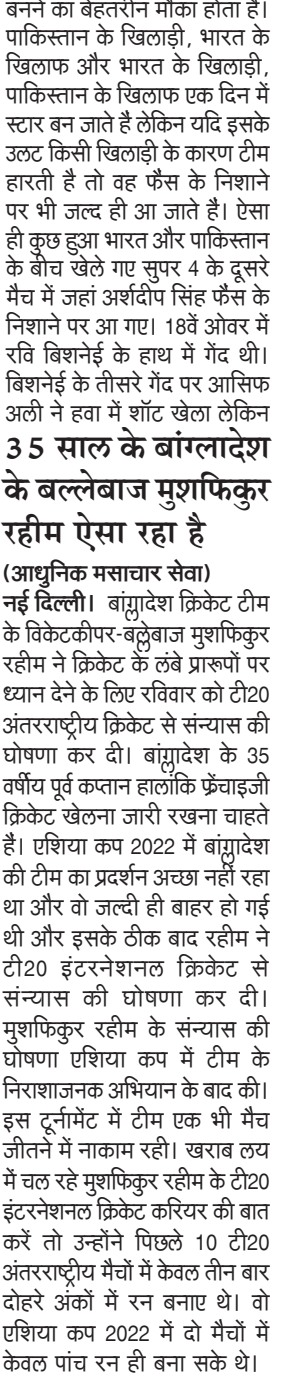 बनने का बेहतरीन मौका होता है।
पाकिस्तान के खिलाड़ी, भारत के
खिलाफ और भारत के खिलाड़ी,
पाकिस्तान के खिलाफ एक दिन में
स्टार बन जाते हैं लेकिन यदि इसके
उलट किसी खिलाड़ी के कारण टीम
हारती है तो वह फैंस के निशाने
पर भी जल्द ही आ जाते हैं। ऐसा
ही कुछ हुआ भारत और पाकिस्तान
के बीच खेले गए सुपर 4 के दूसरे
मैच में जहां अर्शदीप सिंह फैंस के
निशाने पर आ गए। 18वें ओवर में
रवि बिशनेई के हाथ में गेंद थी।
बिशनेई के तीसरे गेंद पर आसिफ
अली ने हवा में शॉट खेला लेकिन
35 साल के बांग्लादेश
के बल्लेबाज मुशफिकुर
रहीम ऐसा रहा है
(आधुनिक मसाचार सेवा)
नई दिल्ली। बांग्लादेश क्रिकेट टीम
के विकेटकीपर-बल्लेबाज मुशफिकुर
रहीम ने क्रिकेट के लंबे प्रारूपों पर
ध्यान देने के लिए रविवार को टी20
अंतरराष्ट्रीय क्रिकेट से संन्यास की
घोषणा कर दी। बांग्लादेश के 35
वर्षीय पूर्व कप्तान हालांकि फ्रेंचाइजी
क्रिकेट खेलना जारी रखना चाहते
हैं। एशिया कप 2022 में बांग्लादेश
की टीम का प्रदर्शन अच्छा नहीं रहा
था और वो जल्दी ही बाहर हो गई
थी और इसके ठीक बाद रहीम ने
टी20 इंटरनेशनल क्रिकेट से
संन्यास की घोषणा कर दी।
मुशफिकुर रहीम के संन्यास की
घोषणा एशिया कप में टीम के
निराशाजनक अभियान के बाद की।
इस टूर्नामेंट में टीम एक भी मैच
जीतने में नाकाम रही। खराब लय
में चल रहे मुशफिकुर रहीम के टी20
इंटरनेशनल क्रिकेट करियर की बात
करें तो उन्होंने पिछले 10 टी20
अंतरराष्ट्रीय मैचों में केवल तीन बार
दोहरे अंकों में रन बनाए थे। वो
एशिया कप 2022 में दो मैचों में
केवल पांच रन ही बना सके थे।